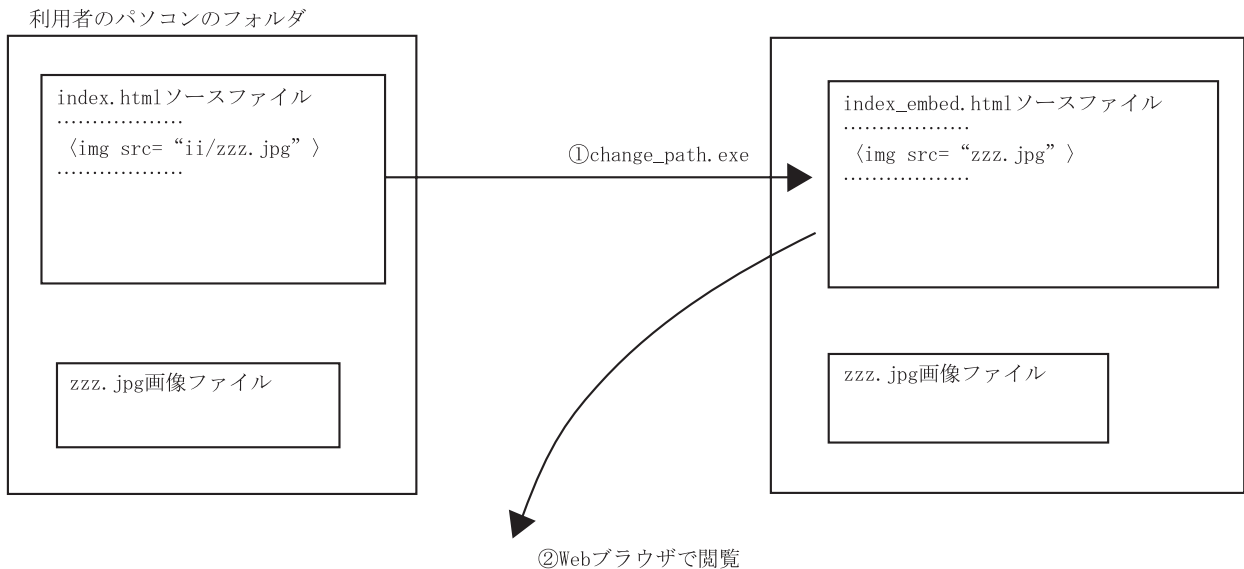 利用者のパソコンのフォルダ
index.htmlソースファイル
………………
〈img src= “ii/zzz.jpg” 〉
………………
zzz.jpg画像ファイル
①change_path.exe
index_embed.htmlソースファイル
………………
〈img src= “zzz.jpg” 〉
………………
zzz.jpg画像ファイル
②Webブラウザで閲覧